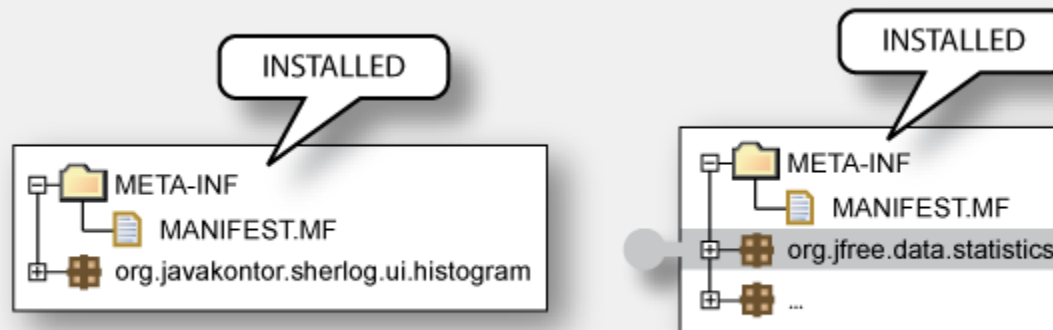 INSTALLED
META-INF
MANIFEST.MF
org.javakontor.sherlog.ui.histogram
INSTALLED
META-INF
MANIFEST.MF
org.jfree.data.statistics
...